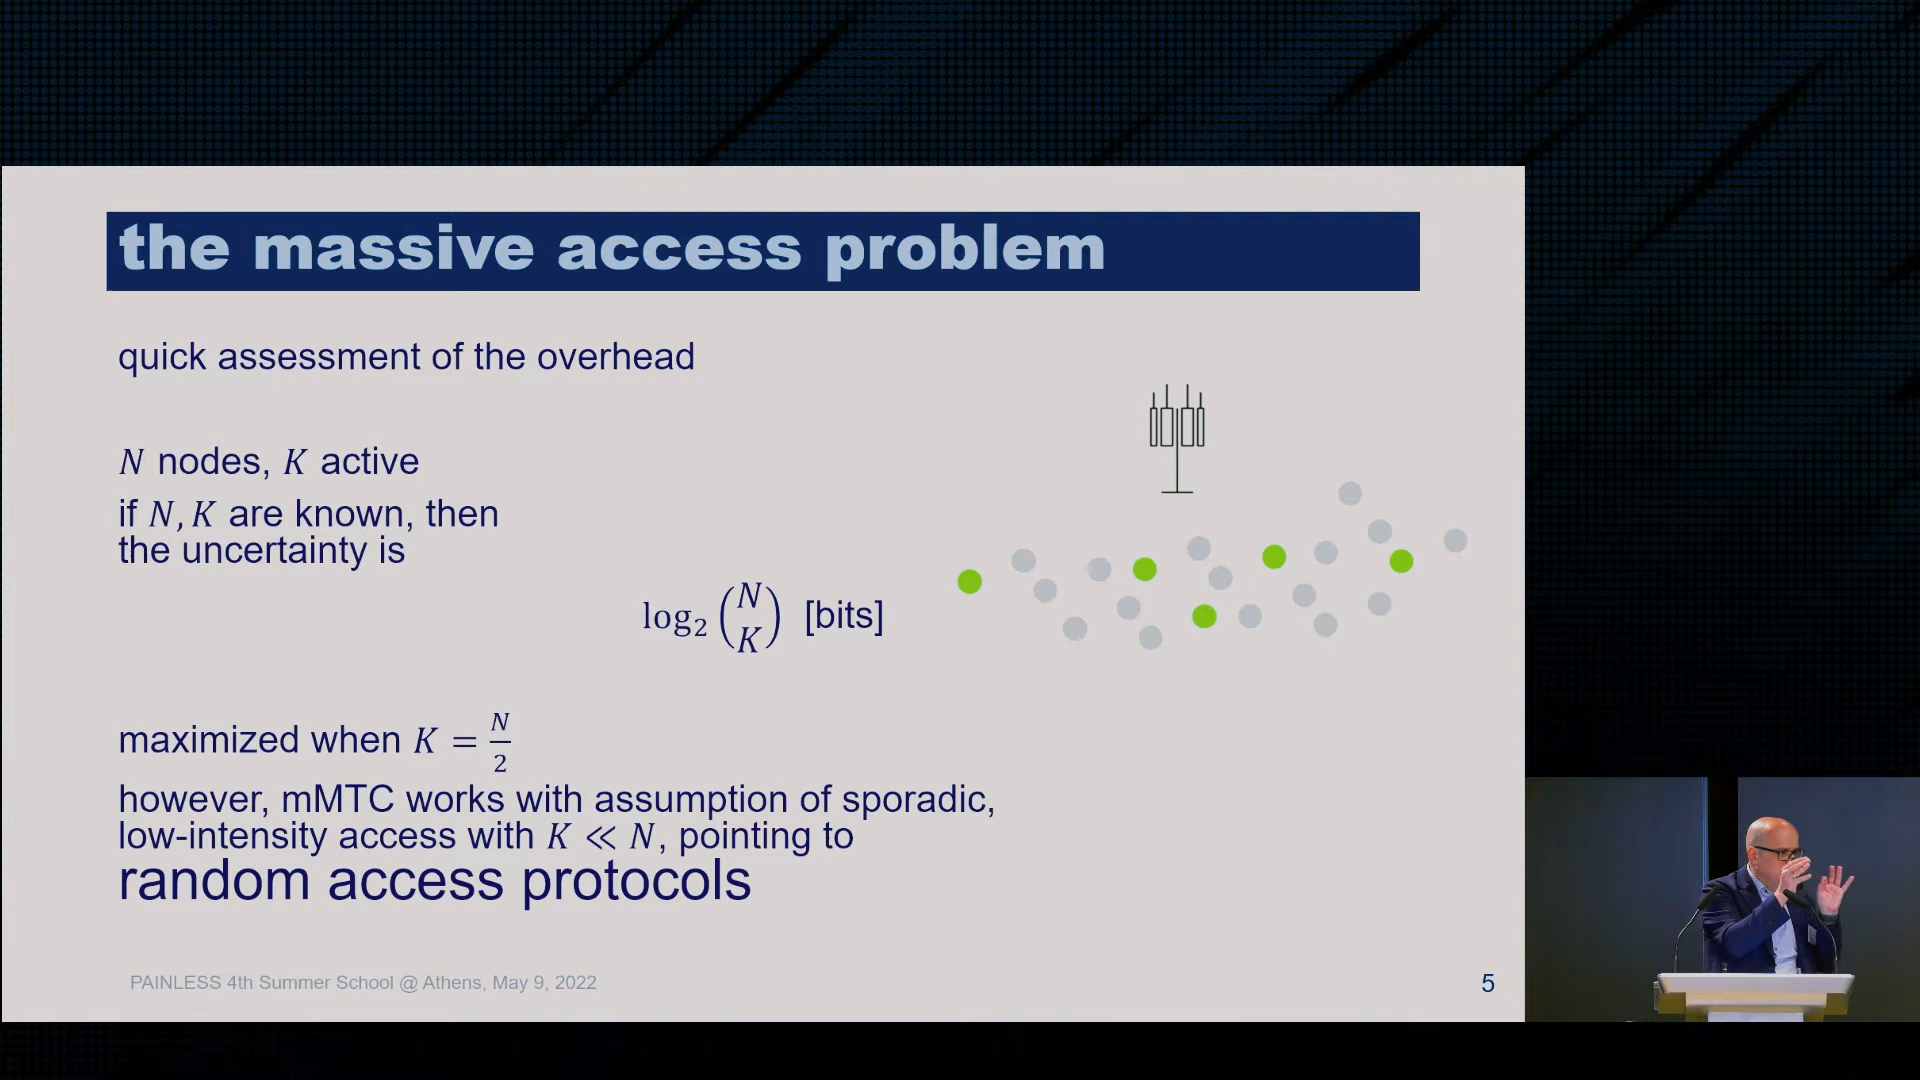 the massive access problem
quick assessment of the overhead
N nodes, K active
if N, K are known, then
the uncertainty is
log₂ (N K) [bits]
maximized when K = N/2
however, mMTC works with assumption of sporadic,
low-intensity access with K ≪ N, pointing to
random access protocols
PAINLESS 4th Summer School @ Athens, May 9, 2022
5